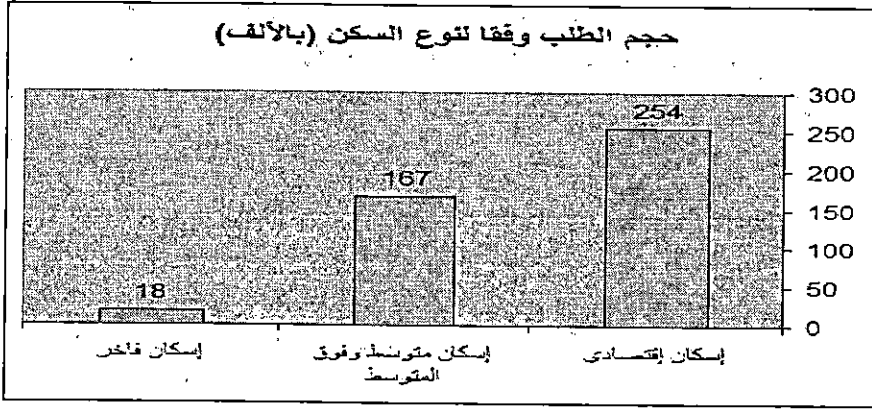 حجم الطلب وفقا لنوع السكن (بالألف)
300
250
200
150
100
50
0
254
167
18
إسكان إقتصادى
إسكان متوسط وفوق
المتوسط
إسكان فاخر